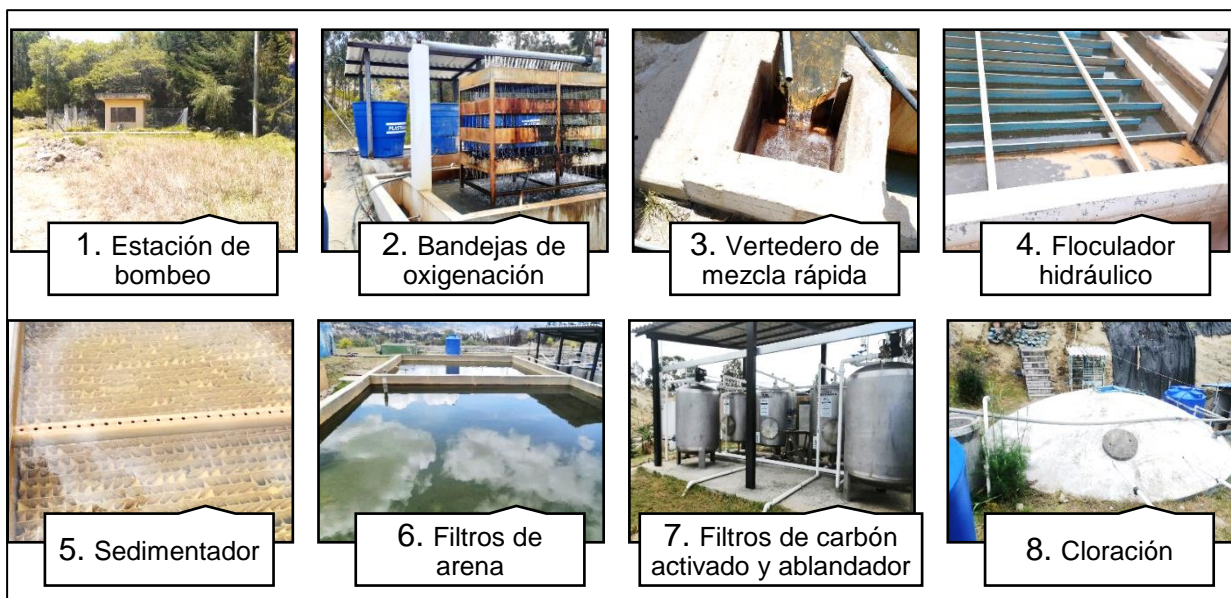 1. Estación de
bombeo
2. Bandejas de
oxigenación
3. Vertedero de
mezcla rápida
4. Floculador
hidráulico
5. Sedimentador
6. Filtros de
arena
7. Filtros de carbón
activado y ablandador
8. Cloración